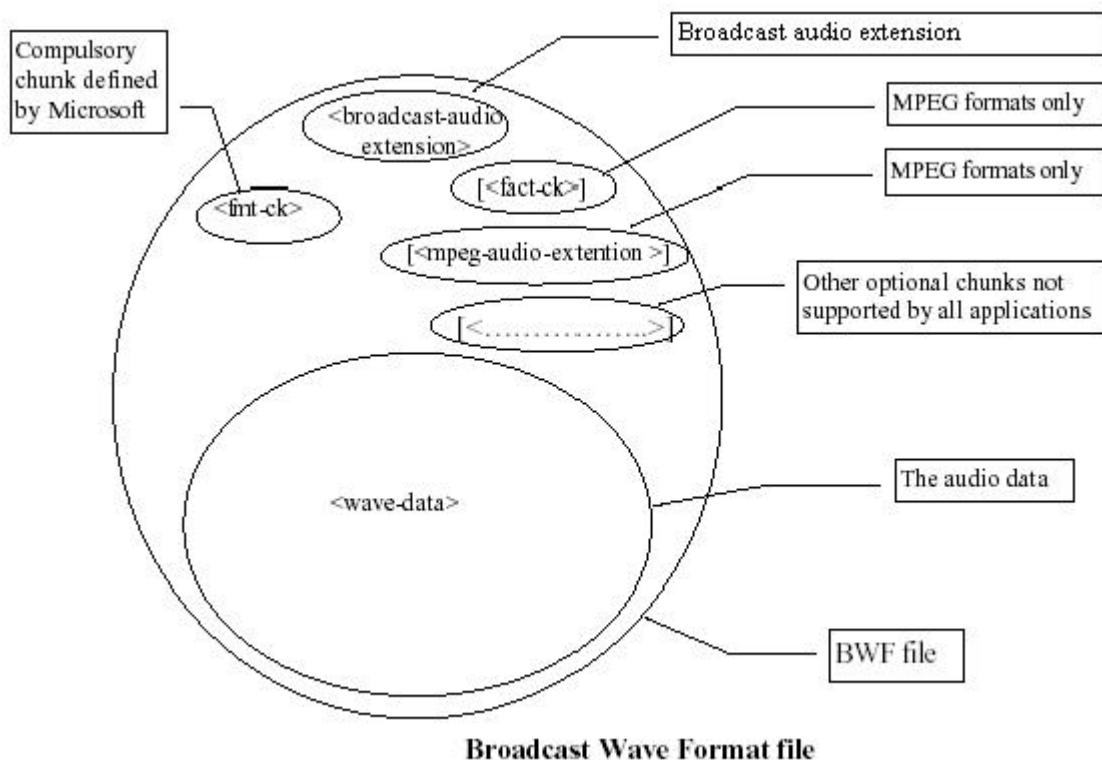 Compulsory
chunk defined
by Microsoft
Broadcast audio extension
MPEG formats only
MPEG formats only
<broadcast-audio
extension>
[<fact-ck>]
<fmt-ck>
[<mpeg-audio-extention >]
Other optional chunks not
supported by all applications
[<……………….>]
<wave-data>
The audio data
BWF file
Broadcast Wave Format file